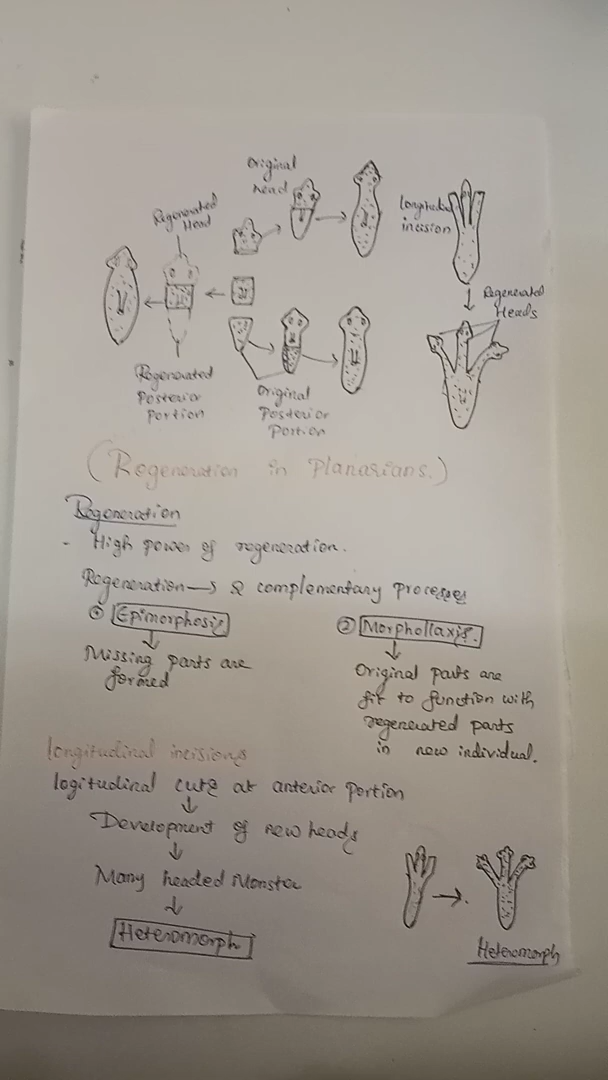 Original
head
Regenerated
Head
longitudinal
incision
Regenerated
Heads
Regenerated
Posterior
Portion
Original
Posterior
Portion
(Regeneration in Planarians.)
Regeneration
- High power of regeneration.
Regeneration → 2 complementary processes
① Epimorphosis
Missing parts are
formed
② Morphollaxis.
Original parts are
fit to function with
regenerated parts
in new individual.
longitudinal incisions
logitudinal cuts at anterior portion
↓
Development of new heads
↓
Many headed Monster
↓
Heteromorph
Heteromorph